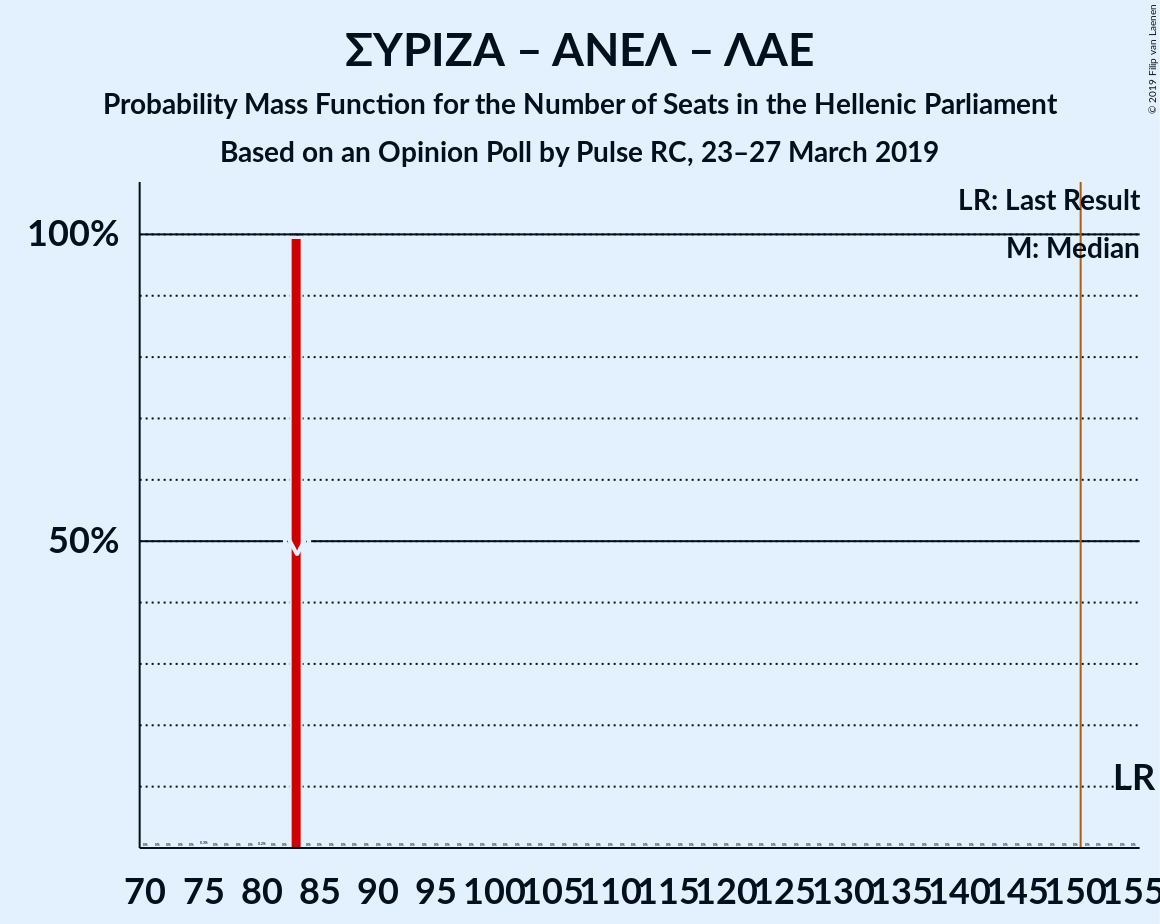 ΣΥΡΙΖΑ – ΑΝΕΛ – ΛΑΕ
Probability Mass Function for the Number of Seats in the Hellenic Parliament
Based on an Opinion Poll by Pulse RC, 23–27 March 2019
© 2019 Filip van Laenen
LR: Last Result
M: Median
100%
50%
LR
70 75 80 85 90 95 100 105 110 115 120 125 130 135 140 145 150 155